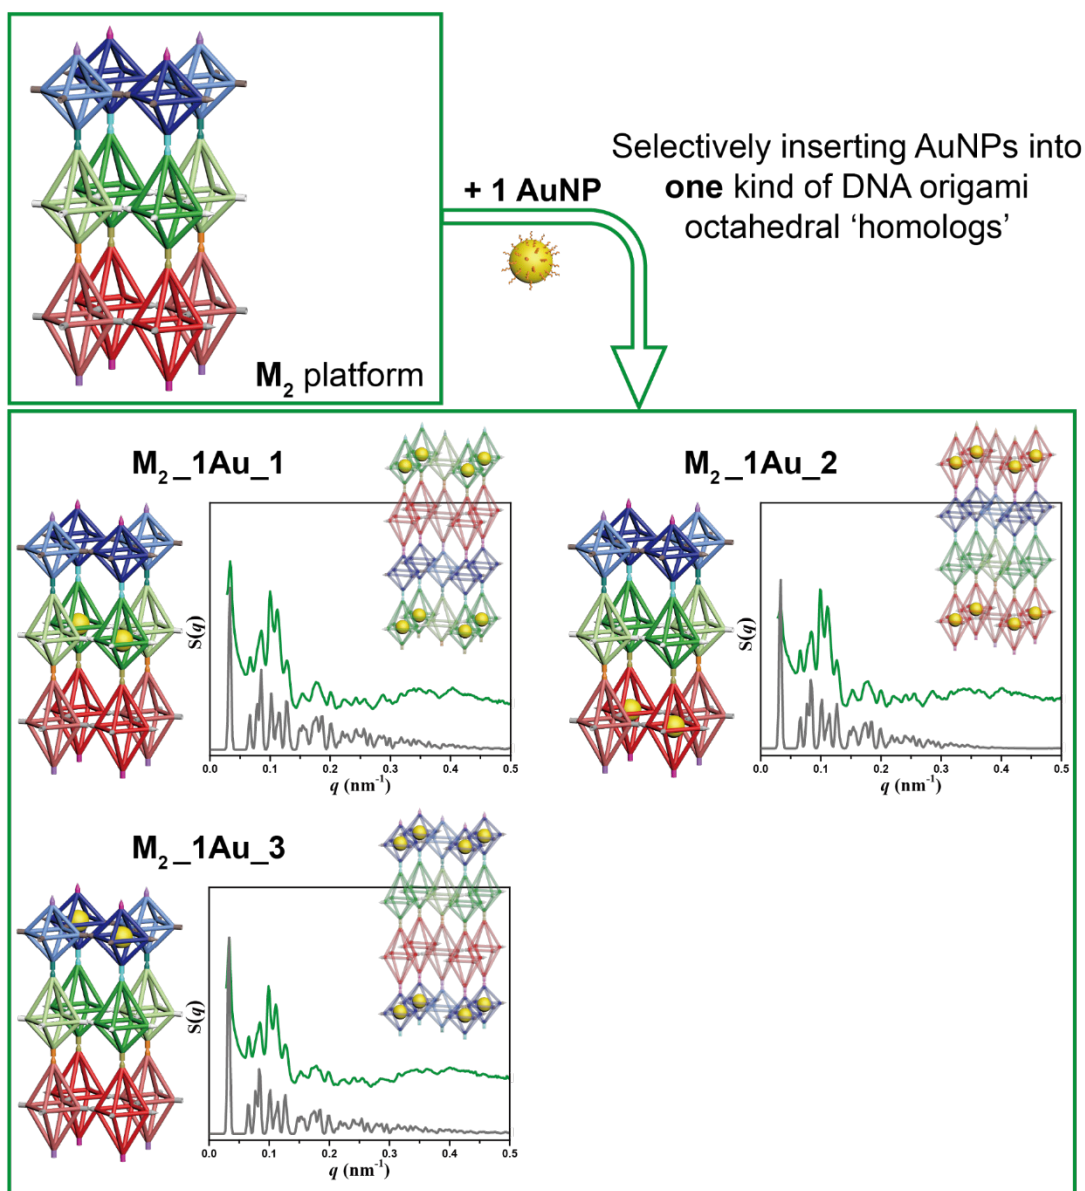 M2 platform
+ 1 AuNP
Selectively inserting AuNPs into
one kind of DNA origami
octahedral ‘homologs’
M2_1Au_1
S(q)
0.0 0.1 0.2 0.3 0.4 0.5
q (nm-1)
M2_1Au_2
S(q)
0.0 0.1 0.2 0.3 0.4 0.5
q (nm-1)
M2_1Au_3
S(q)
0.0 0.1 0.2 0.3 0.4 0.5
q (nm-1)